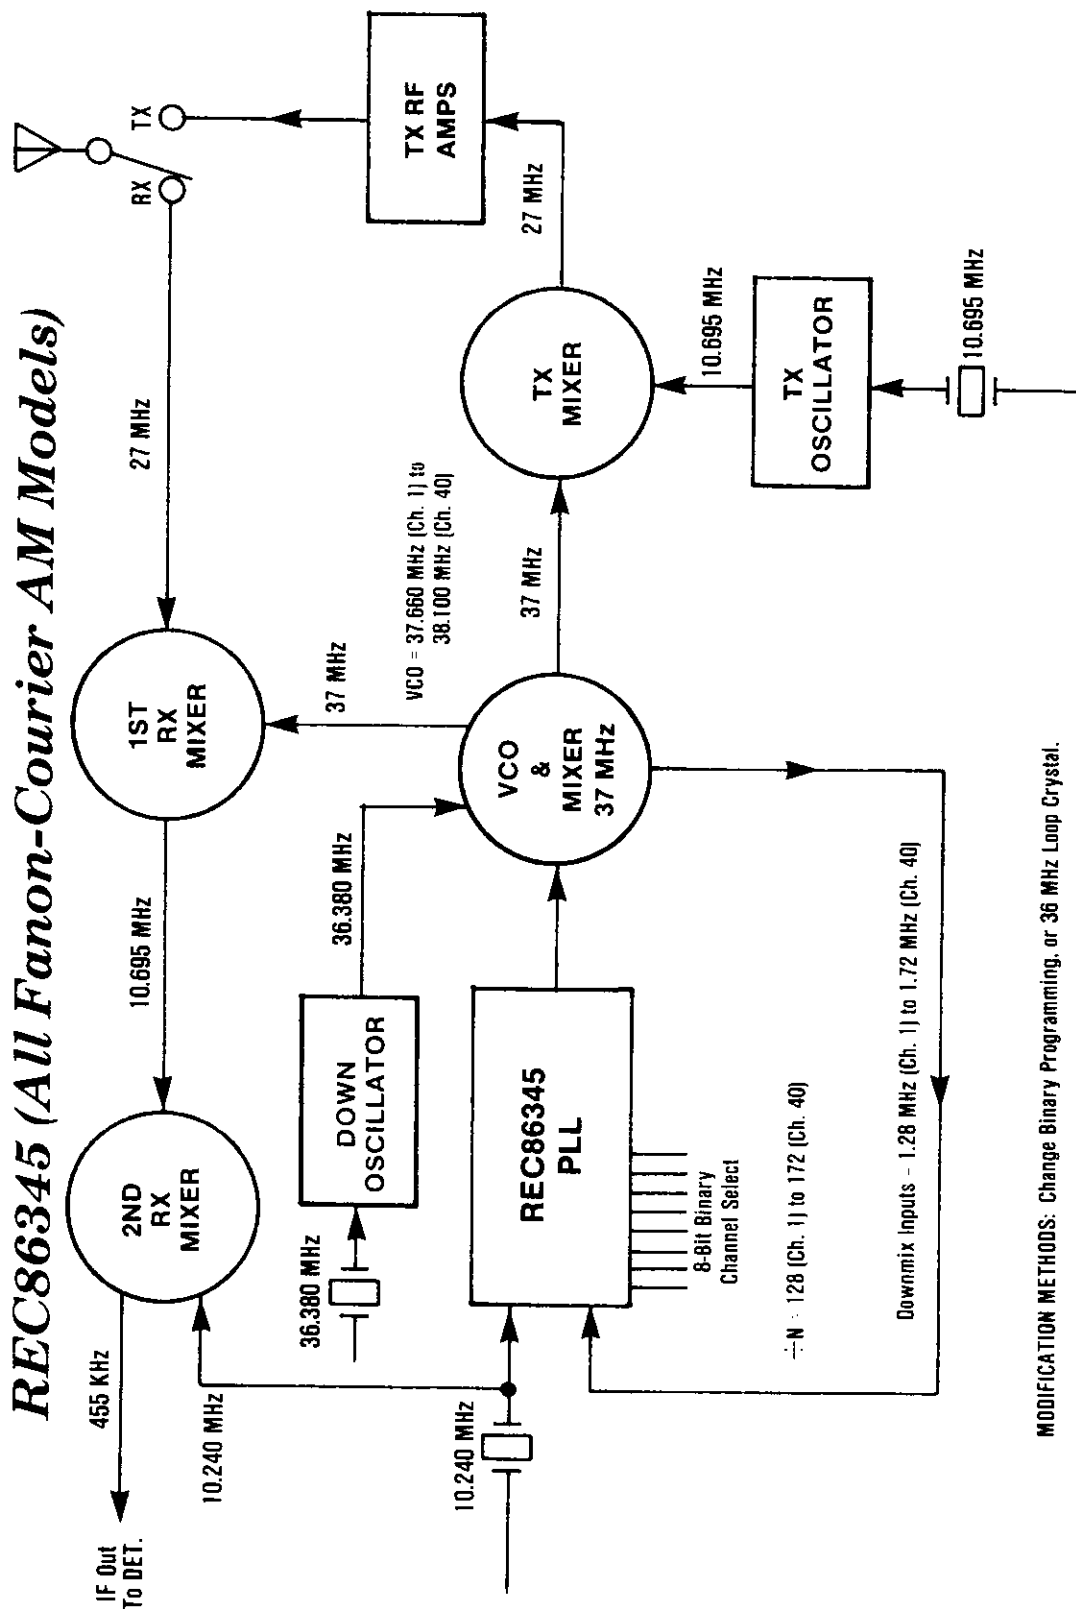 REC86345 (All Fanon-Courier AM Models)
IF Out
To DET.
455 KHz
2ND
RX
MIXER
10.695 MHz
1ST
RX
MIXER
27 MHz
RX
TX
10.240 MHz
36.380 MHz
DOWN
OSCILLATOR
36.380 MHz
37 MHz
VCO = 37.660 MHz (Ch. 1) to
38.100 MHz (Ch. 40)
TX RF
AMPS
10.240 MHz
REC86345
PLL
VCO
&
MIXER
37 MHz
37 MHz
TX
MIXER
27 MHz
8-Bit Binary
Channel Select
10.695 MHz
÷N = 128 (Ch. 1) to 172 (Ch. 40)
TX
OSCILLATOR
Downmix Inputs - 1.28 MHz (Ch. 1) to 1.72 MHz (Ch. 40)
10.695 MHz
MODIFICATION METHODS: Change Binary Programming, or 36 MHz Loop Crystal.